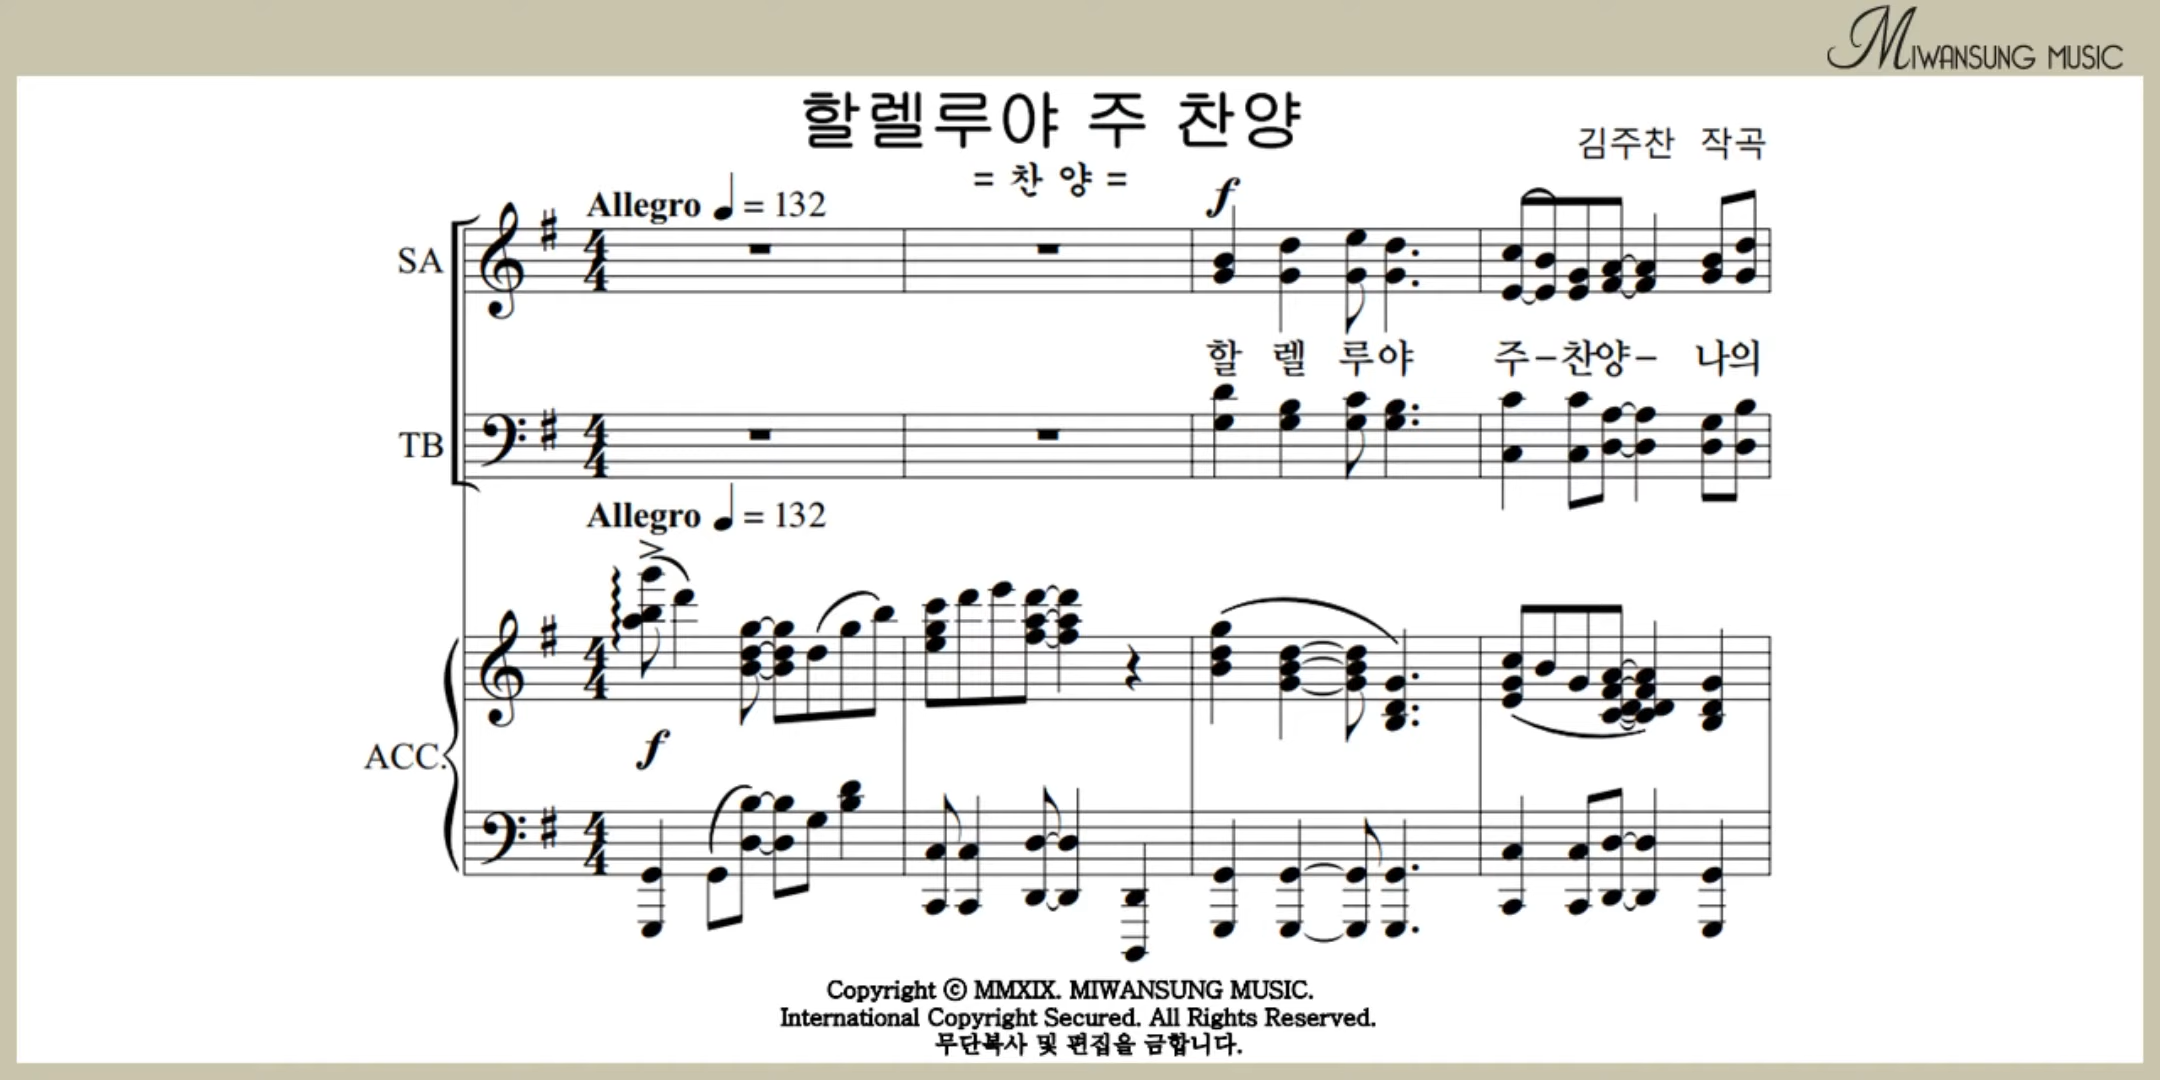 MIWANSUNG MUSIC
할렐루야 주 찬양
김주찬 작곡
= 찬 양 =
Allegro ♩ = 132
f
SA
할 렐 루야 주-찬양- 나의
TB
Allegro ♩ = 132
f
ACC.
Copyright ⓒ MMXIX. MIWANSUNG MUSIC.
International Copyright Secured. All Rights Reserved.
무단복사 및 편집을 금합니다.